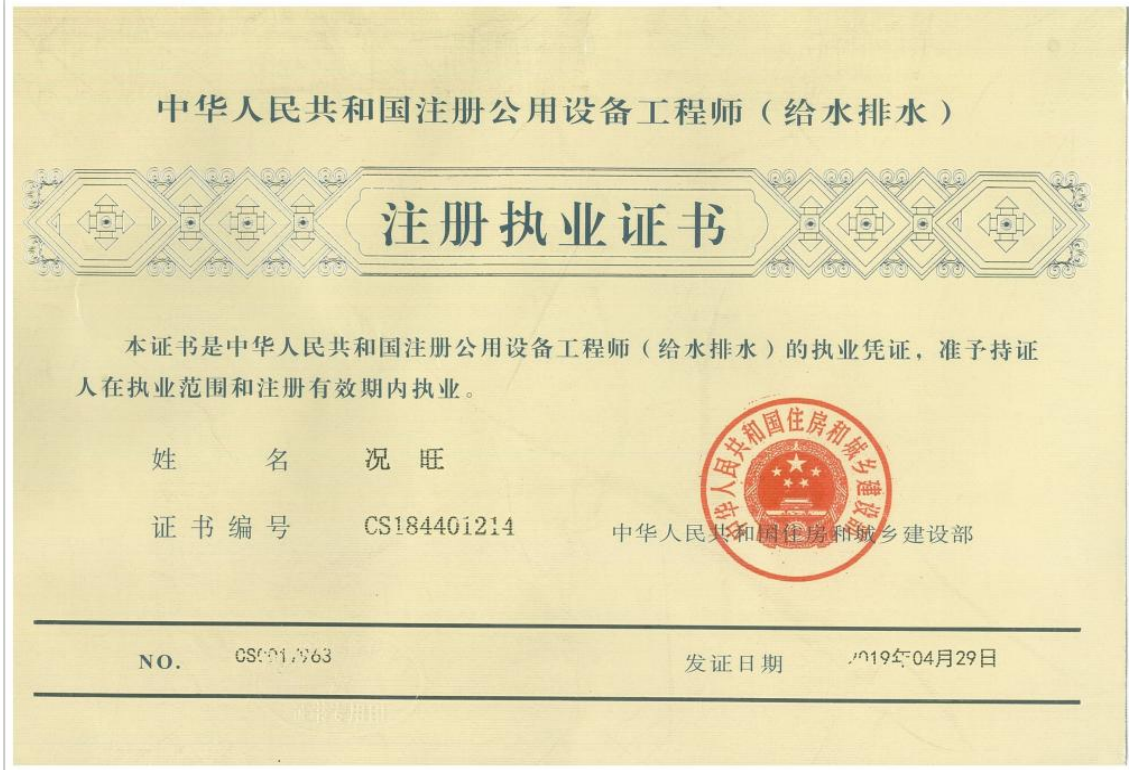 中华人民共和国注册公用设备工程师（给水排水）
注册执业证书
本证书是中华人民共和国注册公用设备工程师（给水排水）的执业凭证，准予持证
人在执业范围和注册有效期内执业。
姓 名 况 旺
证书编号 CS184401214
中华人民共和国住房和城乡建设部
中华人民共和国住房和城乡建设部
NO.
发证日期 2019年04月29日